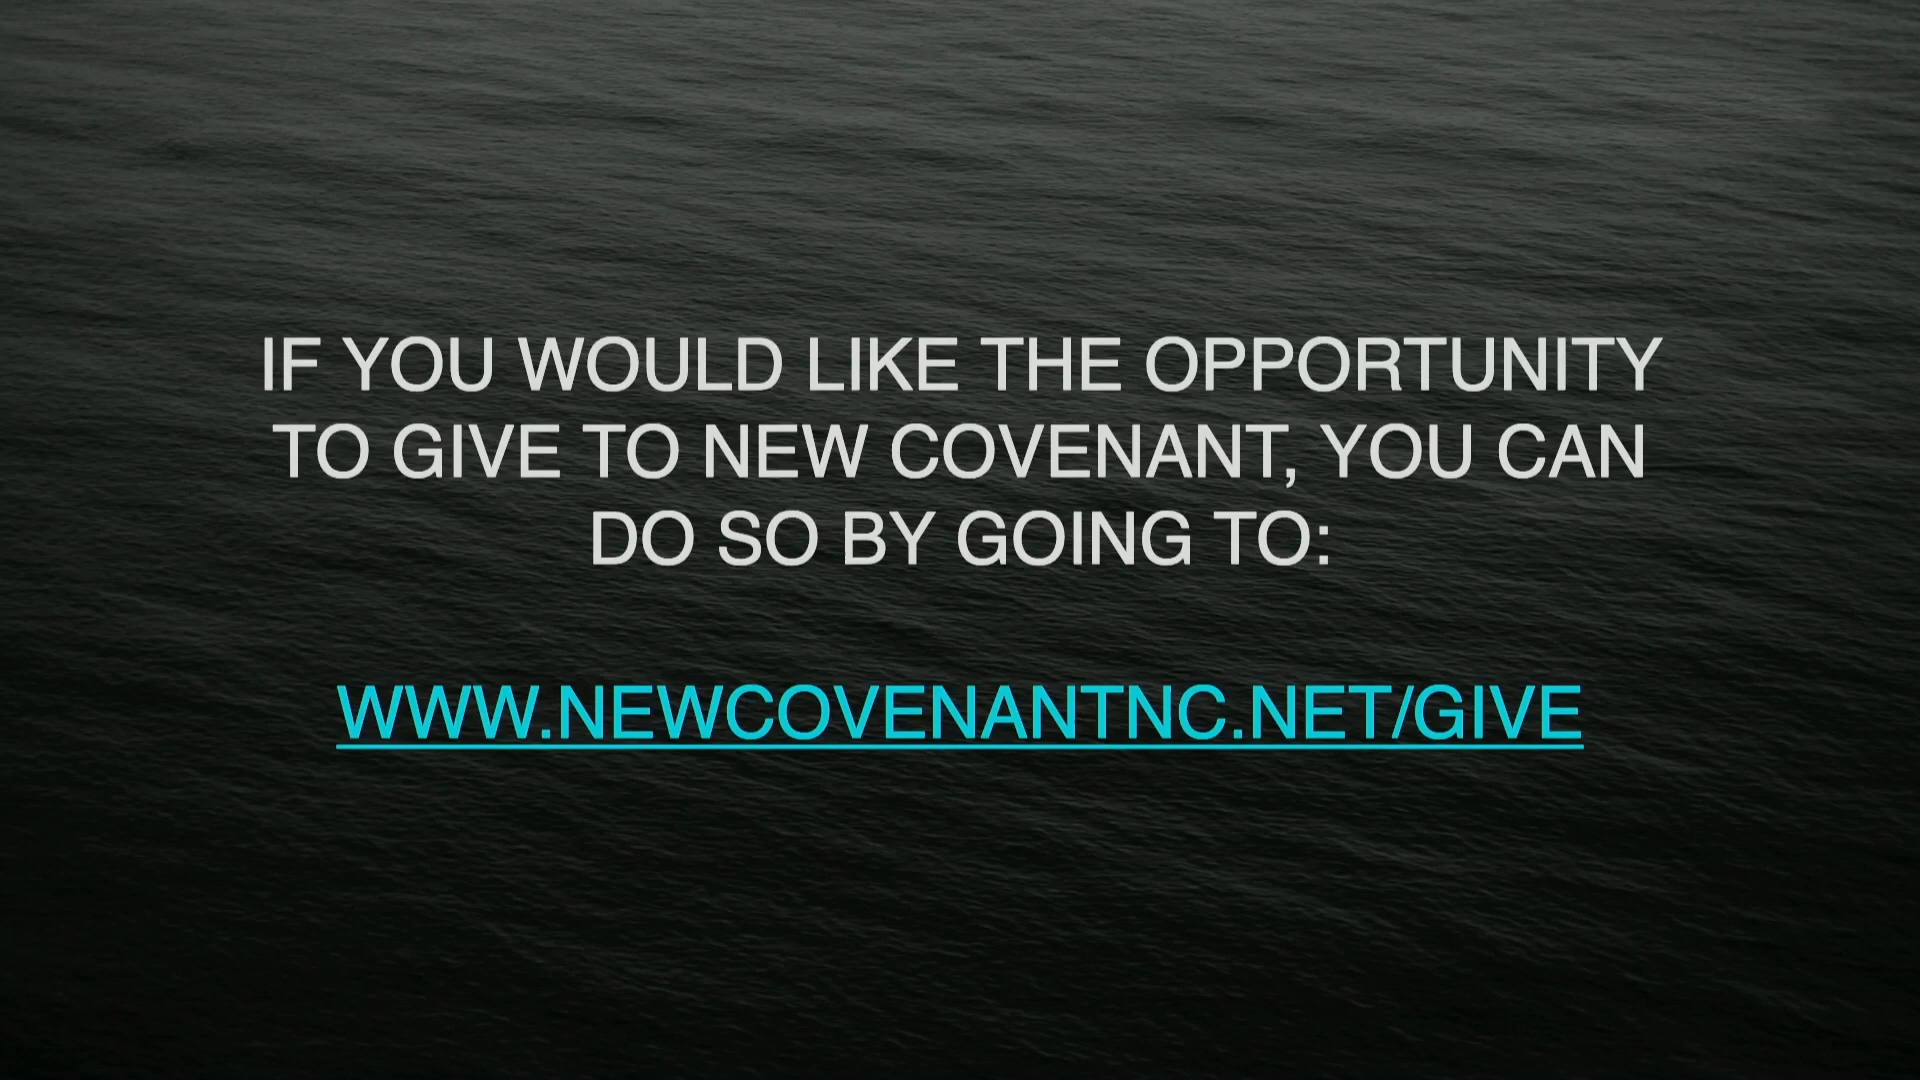 IF YOU WOULD LIKE THE OPPORTUNITY
TO GIVE TO NEW COVENANT, YOU CAN
DO SO BY GOING TO:
WWW.NEWCOVENANTNC.NET/GIVE